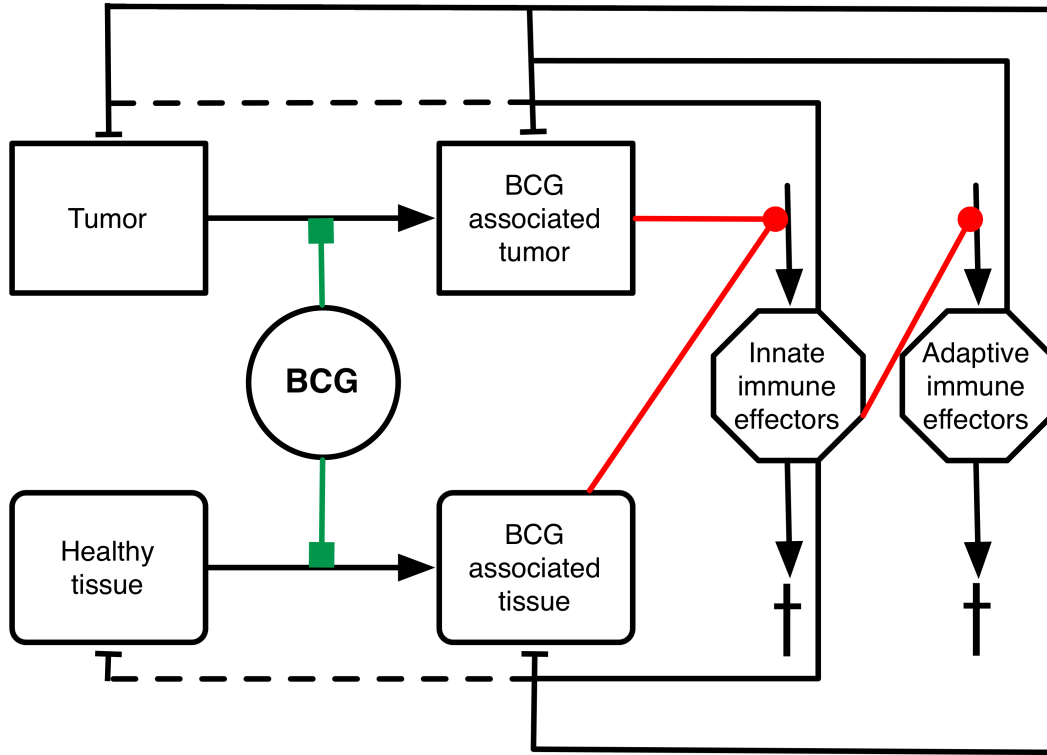 Tumor
BCG
associated
tumor
BCG
Innate
immune
effectors
Adaptive
immune
effectors
Healthy
tissue
BCG
associated
tissue